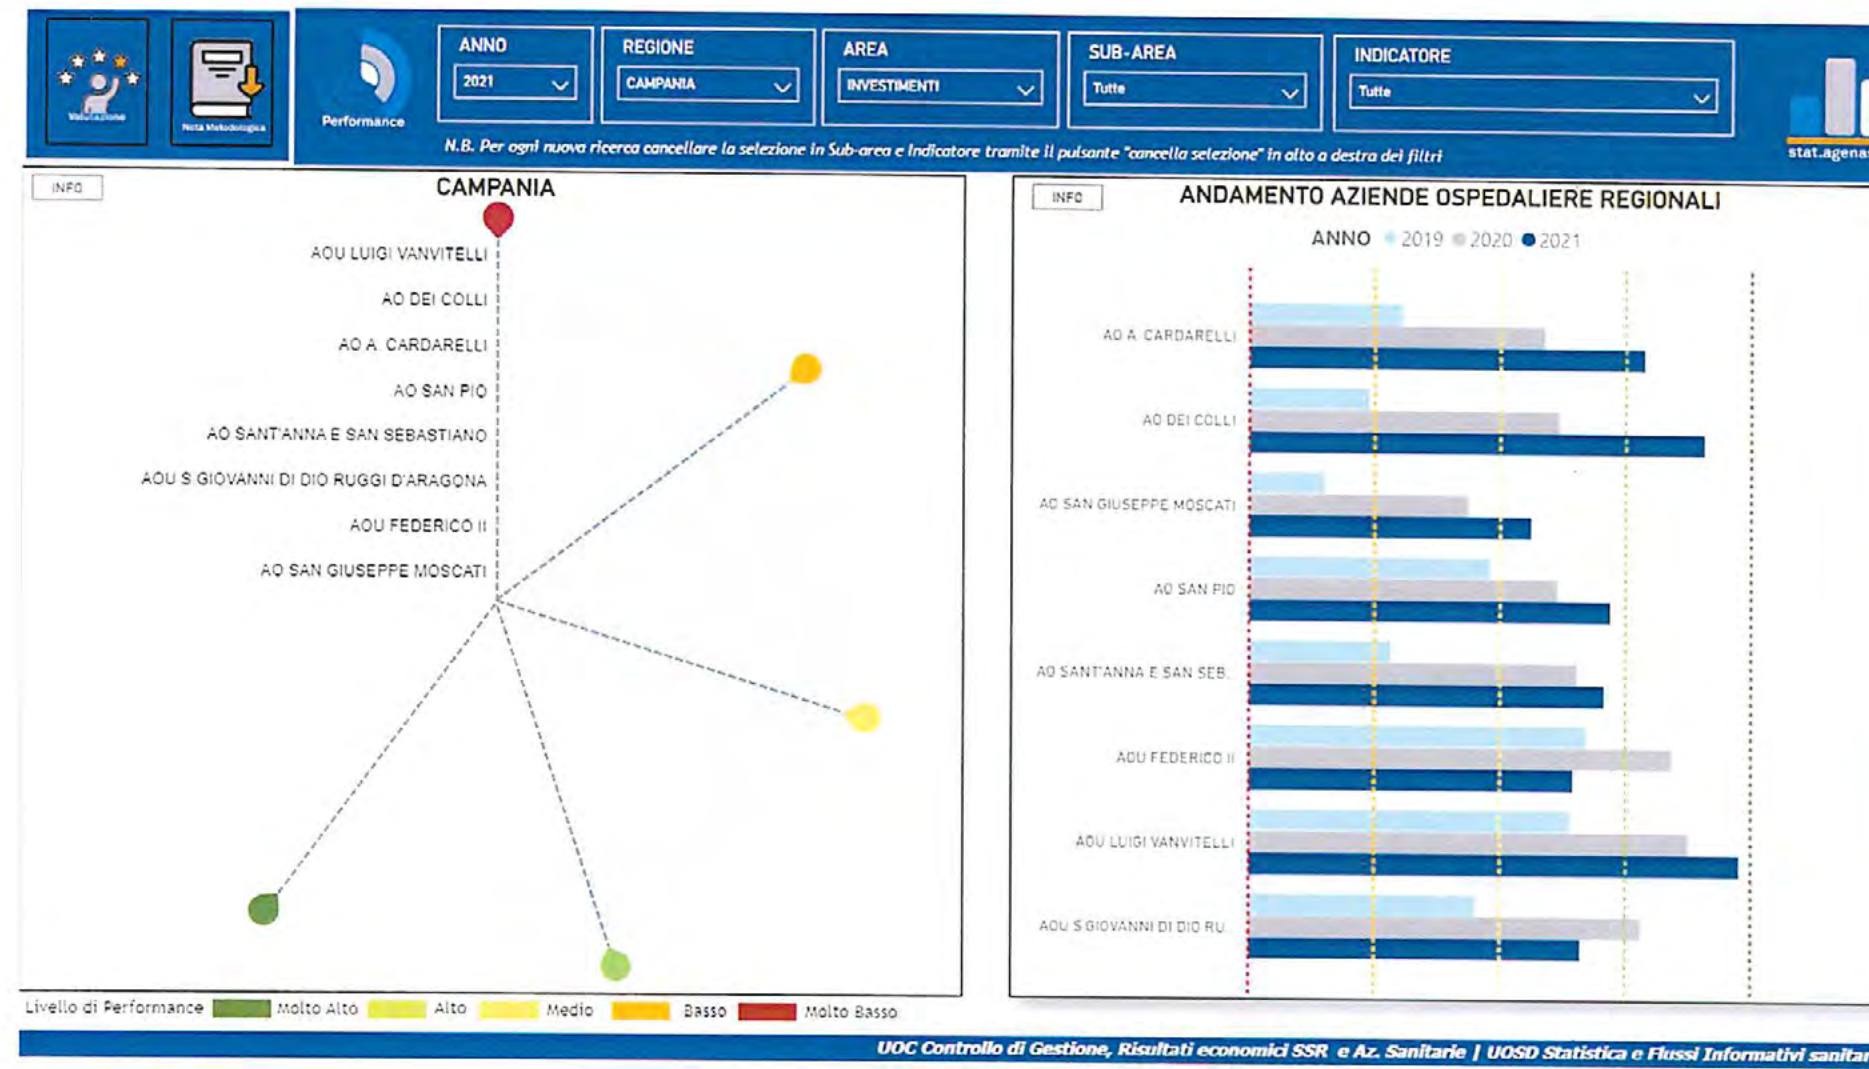 Valutazione
Nota Metodologica
Performance
ANNO
2021
REGIONE
CAMPANIA
AREA
INVESTIMENTI
SUB-AREA
Tutte
INDICATORE
Tutte
N.B. Per ogni nuova ricerca cancellare la selezione in Sub-area e Indicatore tramite il pulsante "cancella selezione" in alto a destra dei filtri
stat.agenas
INFO
CAMPANIA
AOU LUIGI VANVITELLI
AO DEI COLLI
AO A. CARDARELLI
AO SAN PIO
AO SANT'ANNA E SAN SEBASTIANO
AOU S GIOVANNI DI DIO RUGGI D'ARAGONA
AOU FEDERICO II
AO SAN GIUSEPPE MOSCATI
Livello di Performance Molto Alto Alto Medio Basso Molto Basso
INFO
ANDAMENTO AZIENDE OSPEDALIERE REGIONALI
ANNO 2019 2020 2021
AO A. CARDARELLI
AO DEI COLLI
AO SAN GIUSEPPE MOSCATI
AO SAN PIO
AO SANT'ANNA E SAN SEB...
AOU FEDERICO II
AOU LUIGI VANVITELLI
AOU S GIOVANNI DI DIO RU...
UOC Controllo di Gestione, Risultati economici SSR e Az. Sanitarie | UOSD Statistica e Flussi Informativi sanitar